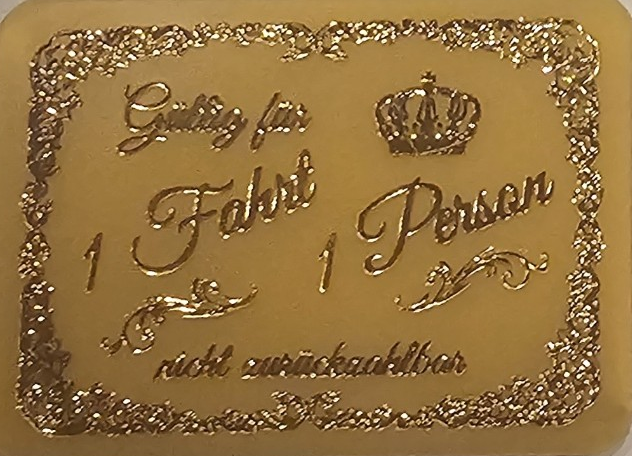 Gültig für
1 Fahrt 1 Person
nicht zurückzahlbar